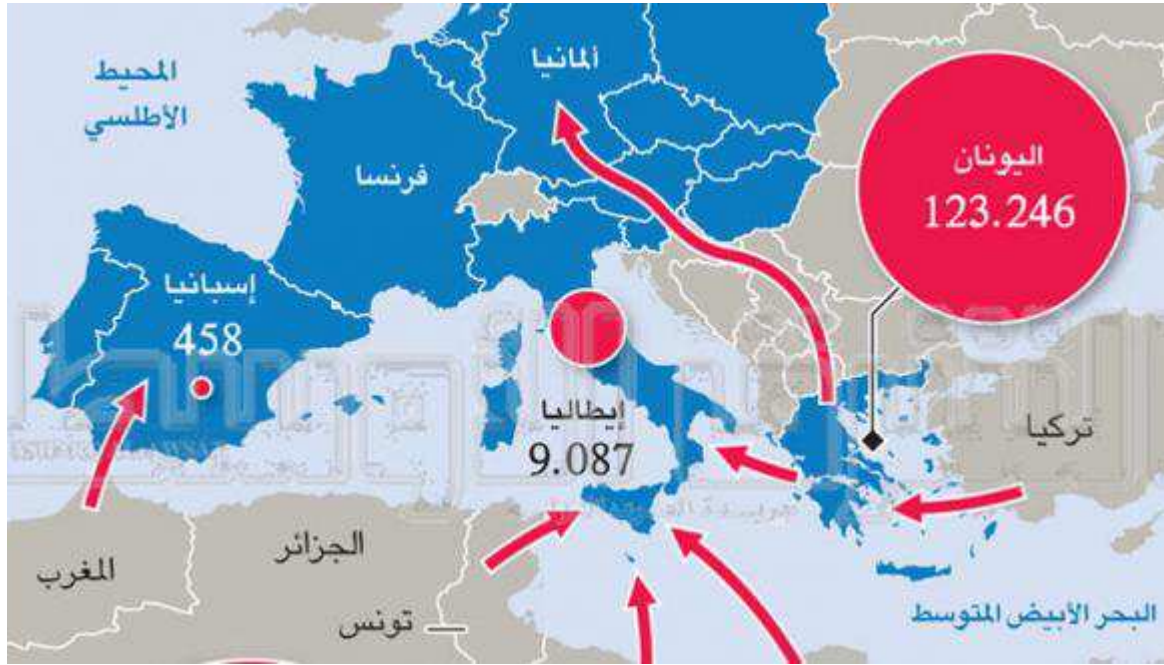 المحيط
الأطلسي
ألمانيا
فرنسا
اليونان
123.246
إسبانيا
458
إيطاليا
9.087
تركيا
الجزائر
المغرب
تونس
البحر الأبيض المتوسط